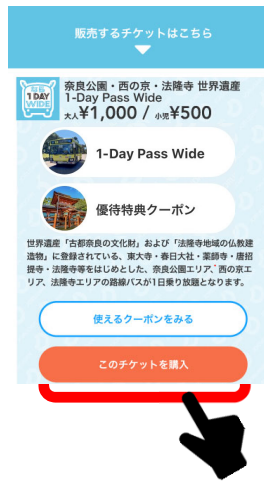 販売するチケットはこちら
奈良
1 DAY
WIDE
奈良公園・西の京・法隆寺 世界遺産
1-Day Pass Wide
大人¥1,000 / 小児¥500
1-Day Pass Wide
優待特典クーポン
世界遺産「古都奈良の文化財」および「法隆寺地域の仏教建
造物」に登録されている、東大寺・春日大社・薬師寺・唐招
提寺・法隆寺等をはじめとした、奈良公園エリア、西の京エ
リア、法隆寺エリアの路線バスが1日乗り放題となります。
使えるクーポンをみる
このチケットを購入